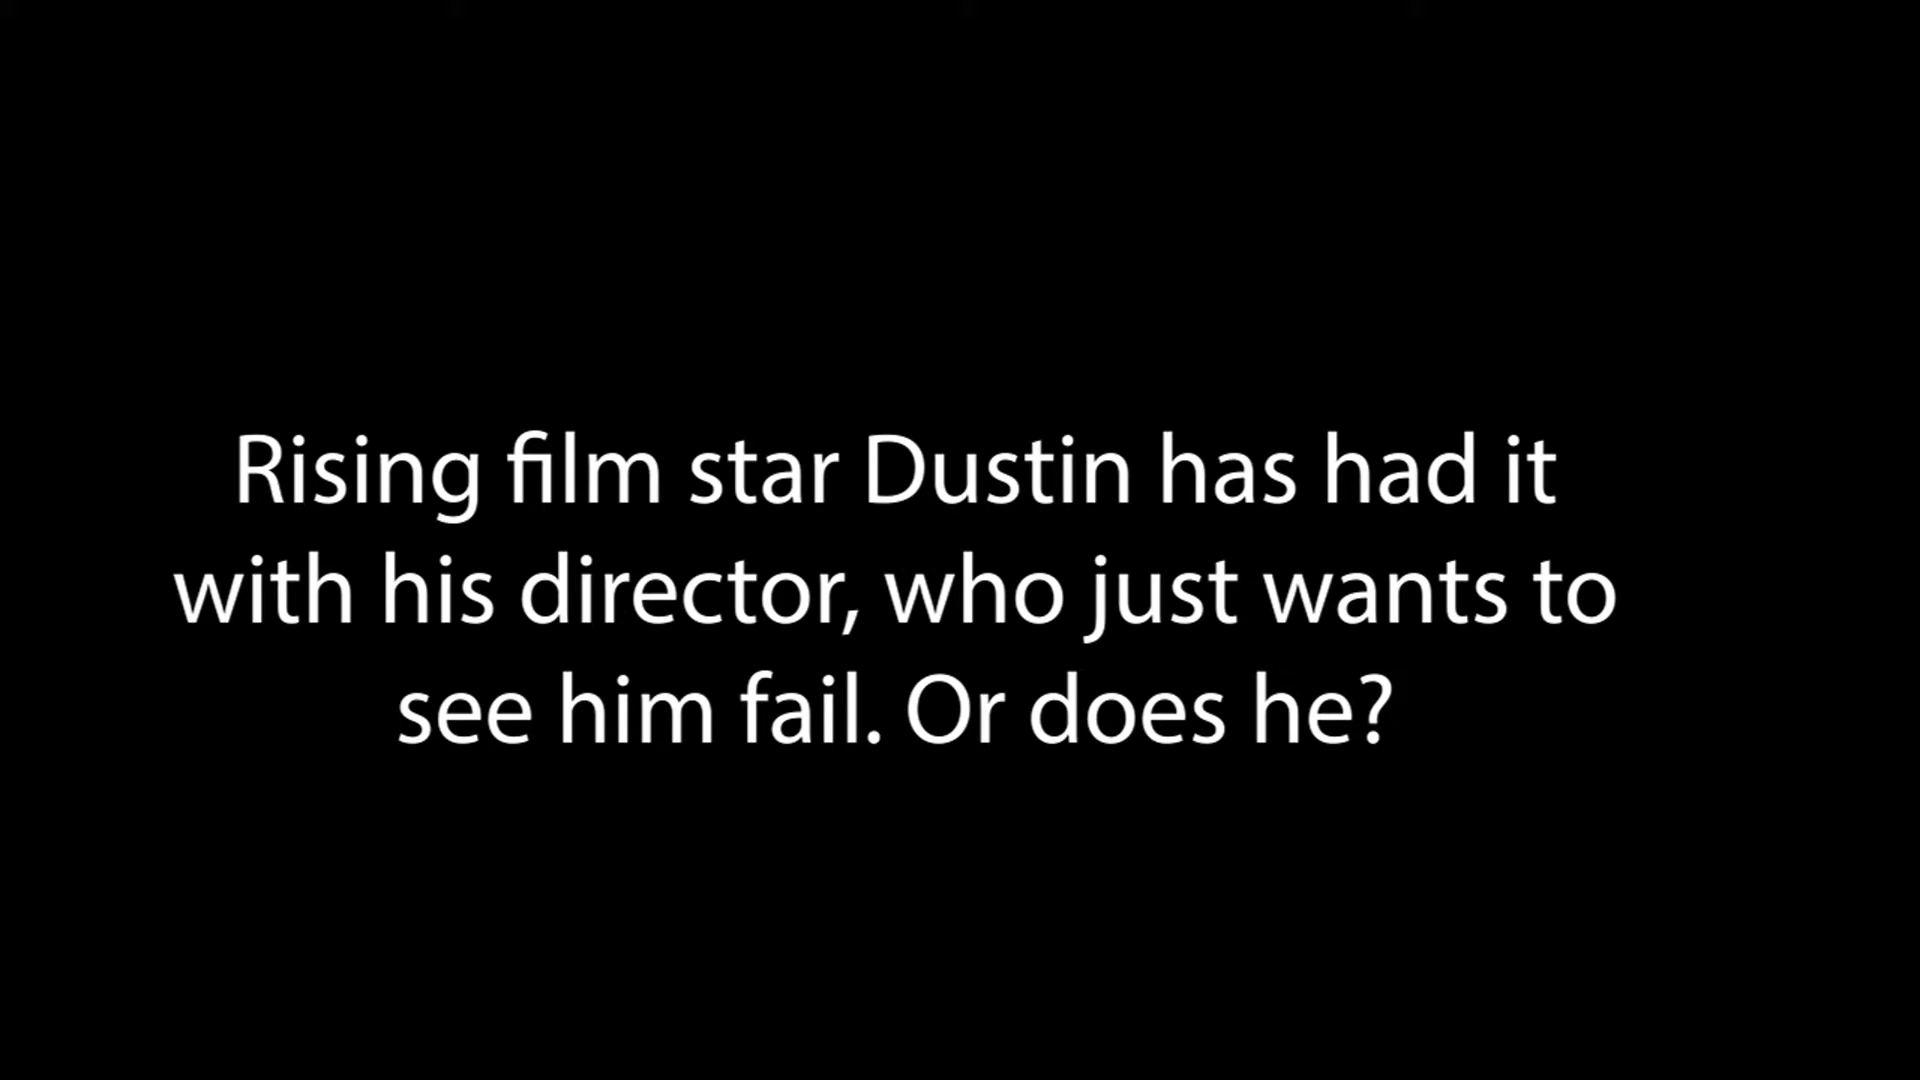 Rising film star Dustin has had it
with his director, who just wants to
see him fail. Or does he?